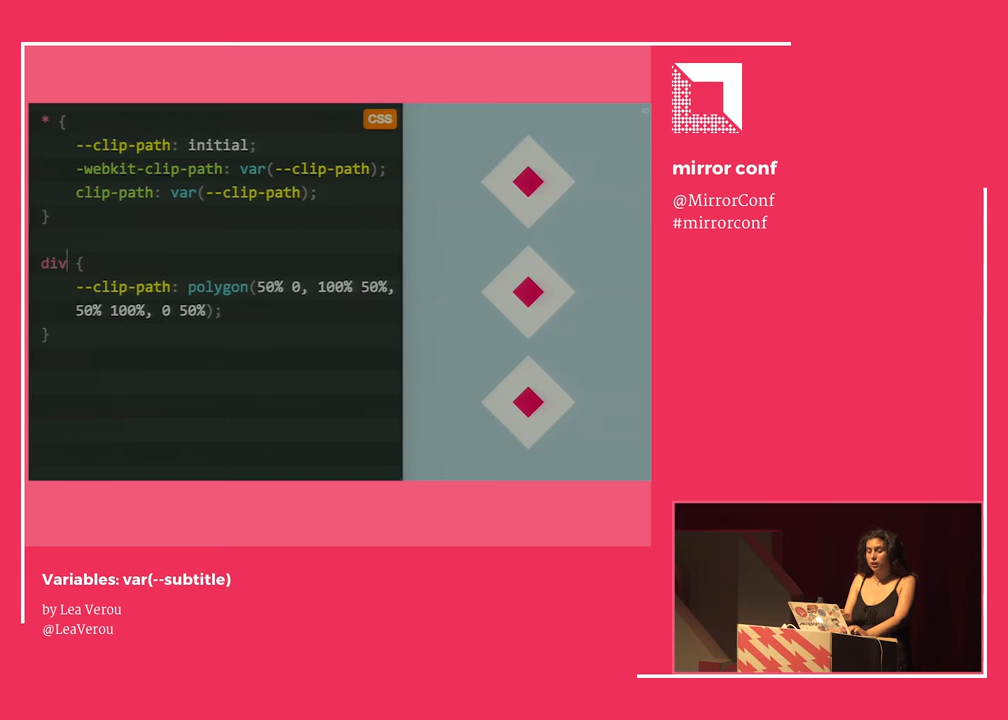 * {
--clip-path: initial;
-webkit-clip-path: var(--clip-path);
clip-path: var(--clip-path);
}
div {
--clip-path: polygon(50% 0, 100% 50%,
50% 100%, 0 50%);
}
CSS
mirror conf
@MirrorConf
#mirrorconf
Variables: var(--subtitle)
by Lea Verou
@LeaVerou